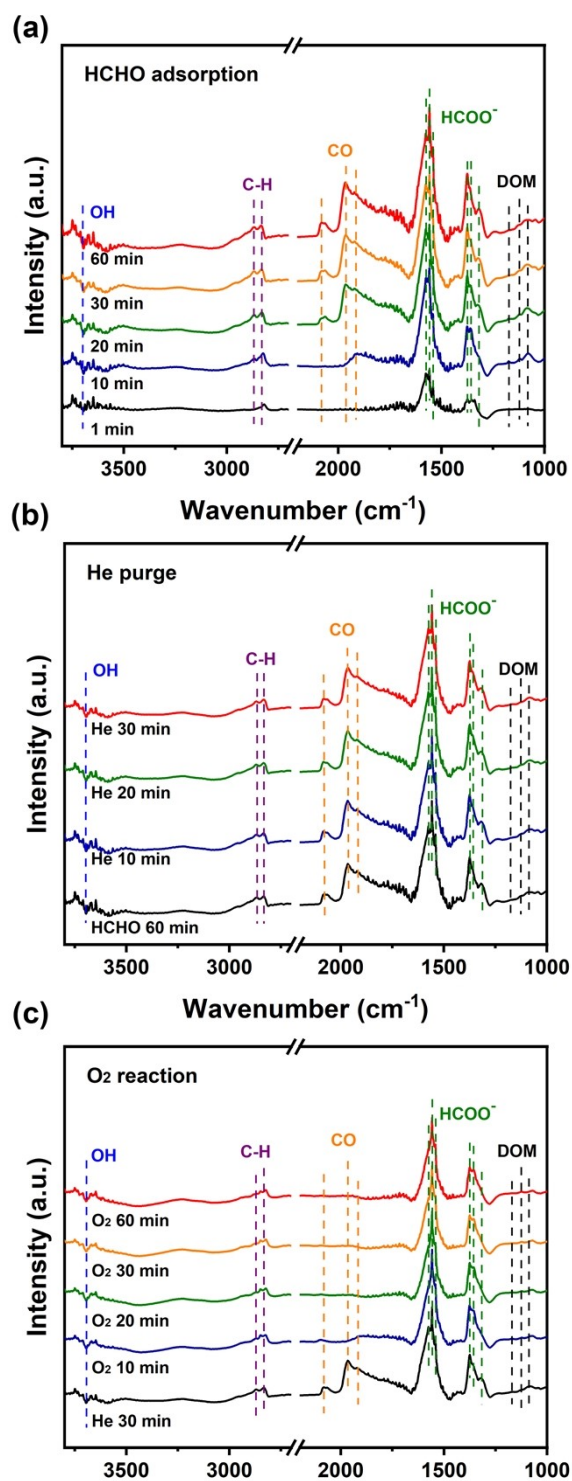 (a)
HCHO adsorption
HCOO⁻
CO
C-H
DOM
OH
60 min
30 min
20 min
10 min
1 min
Intensity (a.u.)
3500 3000 2000 1500 1000
Wavenumber (cm⁻¹)
(b)
He purge
HCOO⁻
CO
C-H
DOM
OH
He 30 min
He 20 min
He 10 min
HCHO 60 min
Intensity (a.u.)
3500 3000 2000 1500 1000
Wavenumber (cm⁻¹)
(c)
O₂ reaction
HCOO⁻
CO
C-H
DOM
OH
O₂ 60 min
O₂ 30 min
O₂ 20 min
O₂ 10 min
He 30 min
Intensity (a.u.)
3500 3000 2000 1500 1000